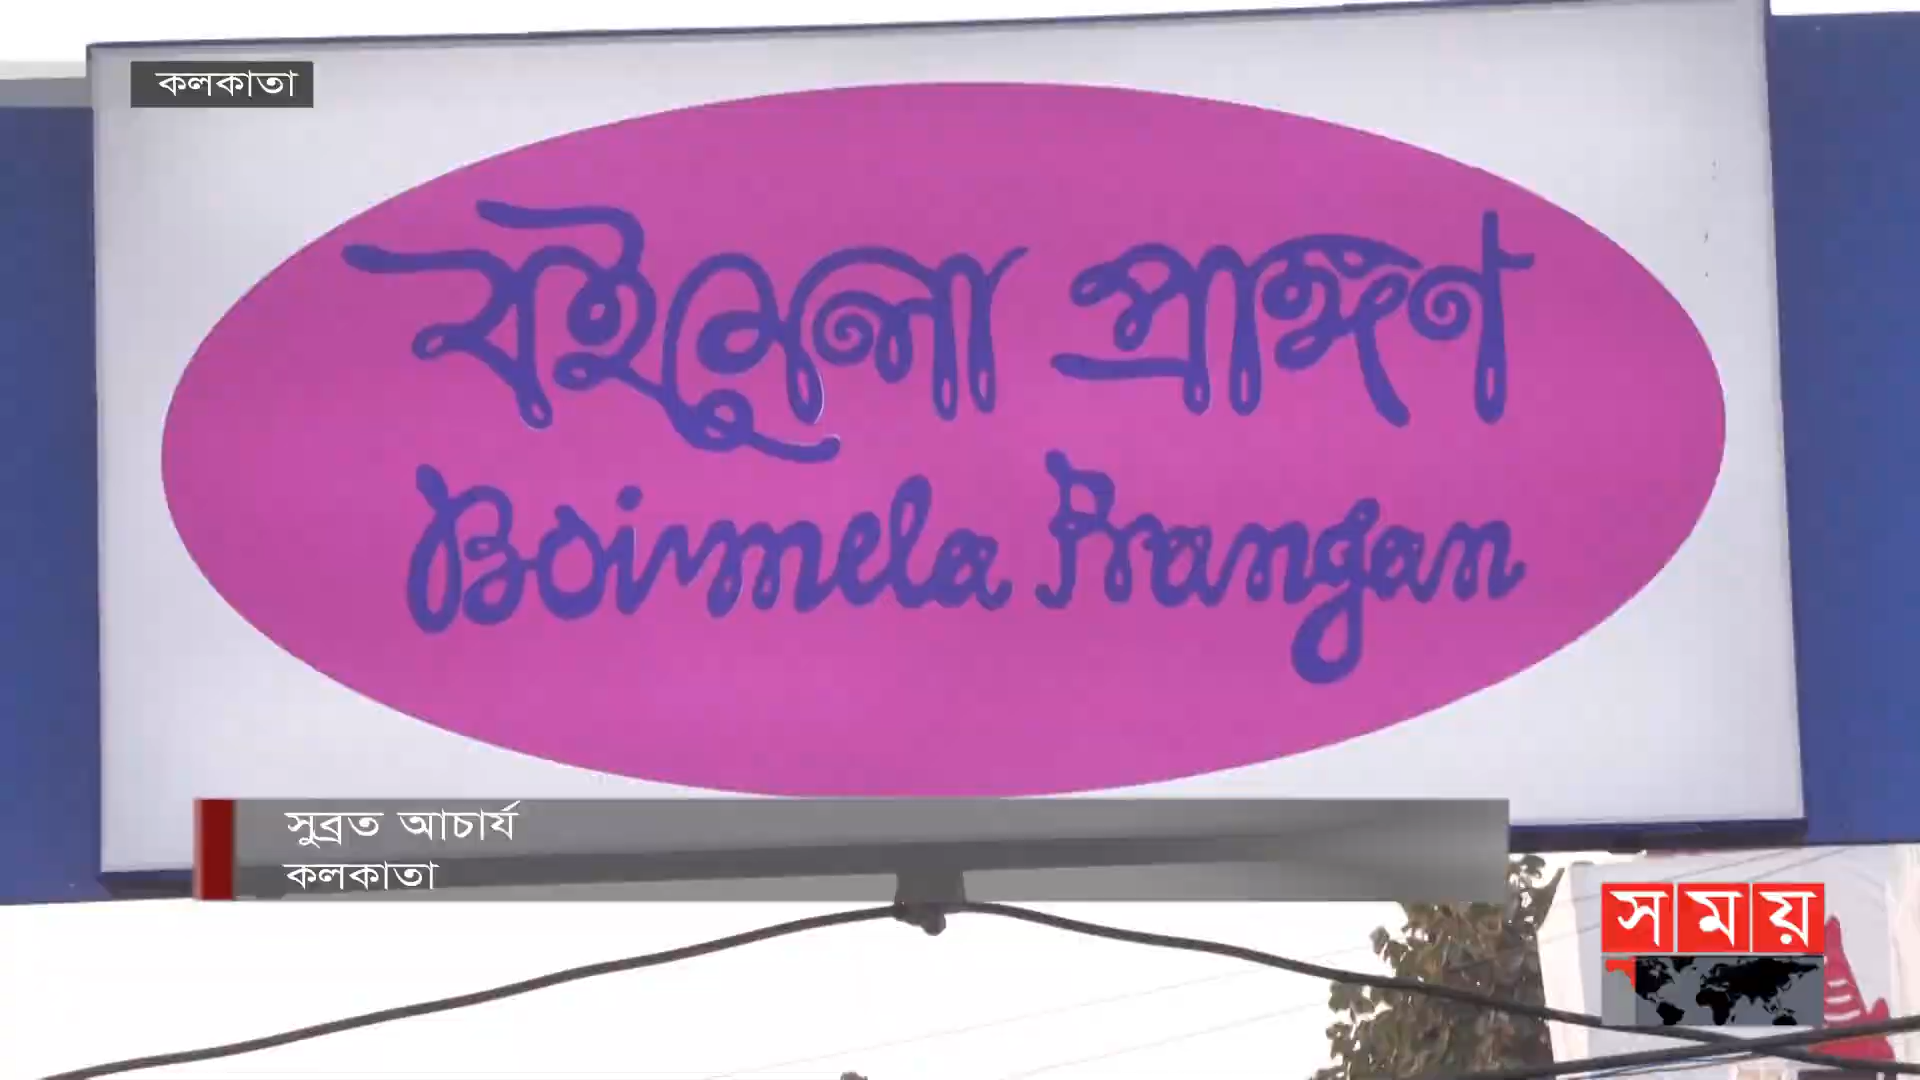 কলকাতা
বইমেলা প্রাঙ্গণ
Boimela Prangan
সুব্রত আচার্য
কলকাতা
সময়